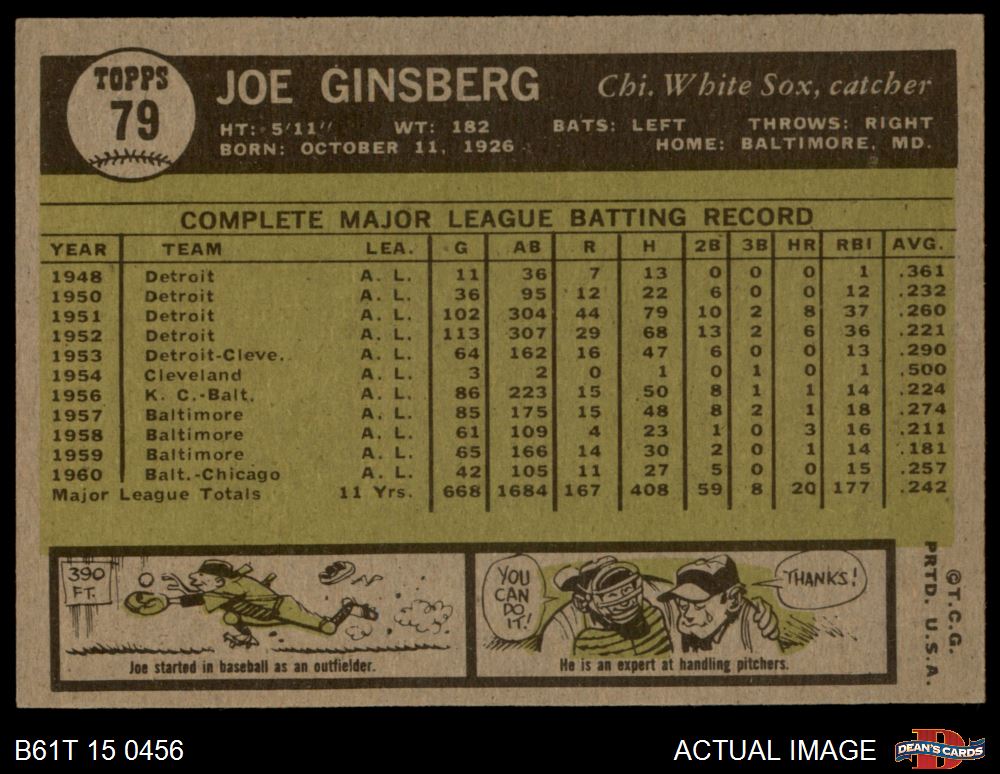 TOPPS
79
JOE GINSBERG
Chi. White Sox, catcher
HT: 5'11" WT: 182 BATS: LEFT THROWS: RIGHT
BORN: OCTOBER 11, 1926 HOME: BALTIMORE, MD.
COMPLETE MAJOR LEAGUE BATTING RECORD
YEAR TEAM LEA. G AB R H 2B 3B HR RBI AVG.
1948 Detroit A. L. 11 36 7 13 0 0 0 1 .361
1950 Detroit A. L. 36 95 12 22 6 0 0 12 .232
1951 Detroit A. L. 102 304 44 79 10 2 8 37 .260
1952 Detroit A. L. 113 307 29 68 13 2 6 36 .221
1953 Detroit-Cleve. A. L. 64 162 16 47 6 0 0 13 .290
1954 Cleveland A. L. 3 2 0 1 0 1 0 1 .500
1956 K. C.-Balt. A. L. 86 223 15 50 8 1 1 14 .224
1957 Baltimore A. L. 85 175 15 48 8 2 1 18 .274
1958 Baltimore A. L. 61 109 4 23 1 0 3 16 .211
1959 Baltimore A. L. 65 166 14 30 2 0 1 14 .181
1960 Balt.-Chicago A. L. 42 105 11 27 5 0 0 15 .257
Major League Totals 11 Yrs. 668 1684 167 408 59 8 20 177 .242
390
FT.
Joe started in baseball as an outfielder.
YOU
CAN
DO
IT!
THANKS!
He is an expert at handling pitchers.
©T.C.G.
PRTD. U.S.A.
B61T 15 0456
ACTUAL IMAGE
DEAN'S CARDS